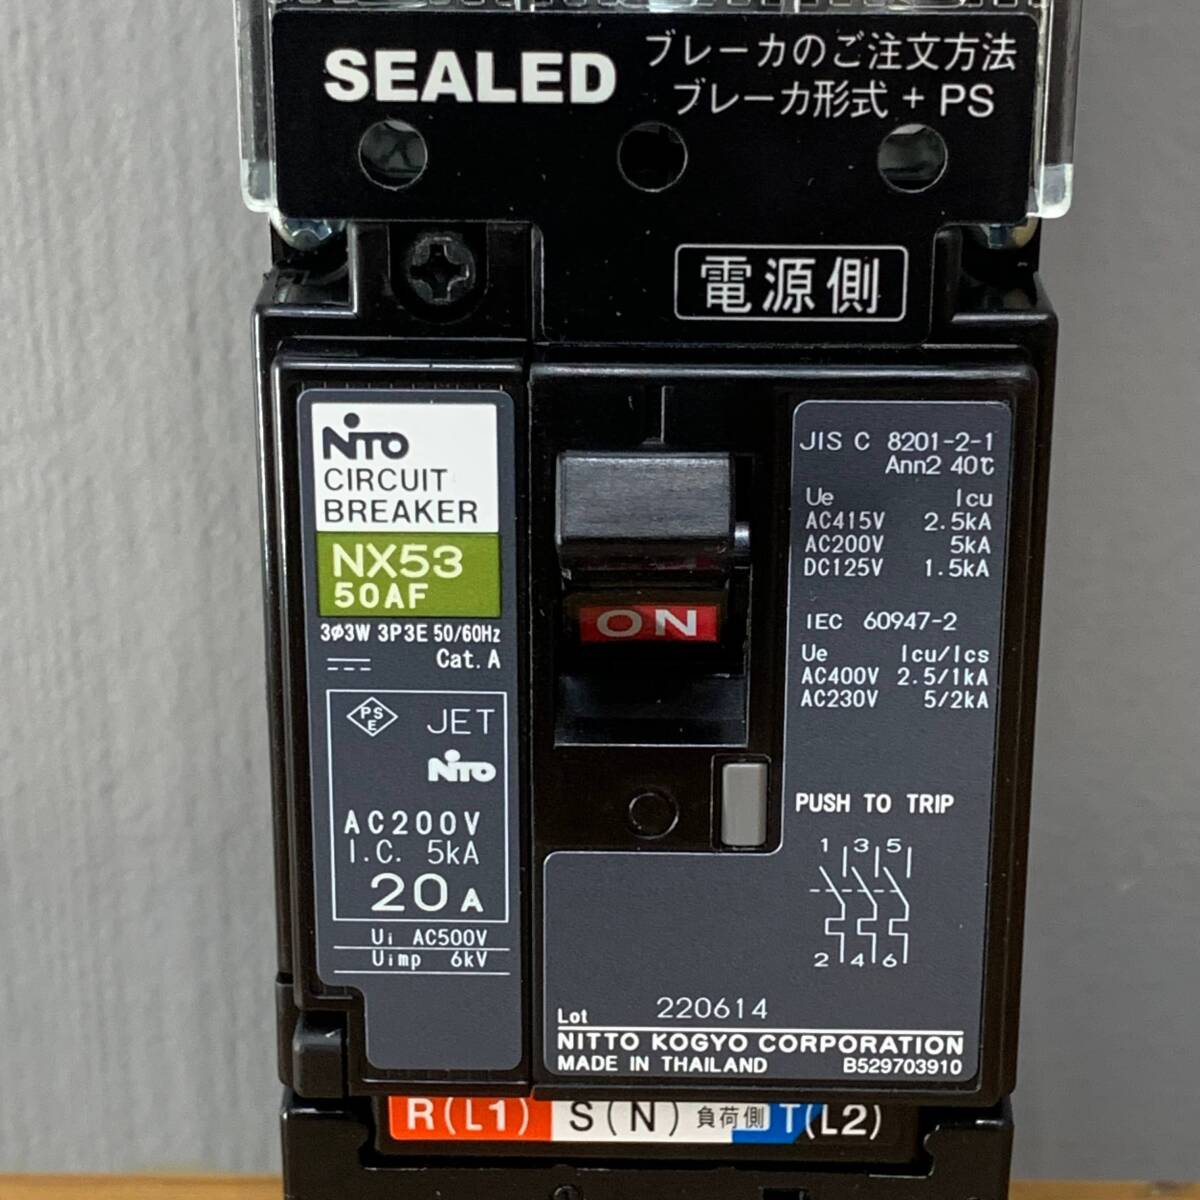 SEALED
ブレーカのご注文方法
ブレーカ形式 + PS
電源側
NITTO
CIRCUIT
BREAKER
NX53
50AF
3φ3W 3P3E 50/60Hz
Cat. A
PSE JET
NITTO
AC200V
I.C. 5kA
20A
Ui AC500V
Uimp 6kV
ON
JIS C 8201-2-1
Ann2 40℃
Ue Icu
AC415V 2.5kA
AC200V 5kA
DC125V 1.5kA
IEC 60947-2
Ue Icu/Ics
AC400V 2.5/1kA
AC230V 5/2kA
PUSH TO TRIP
1 3 5
2 4 6
Lot 220614
NITTO KOGYO CORPORATION
MADE IN THAILAND B529703910
R(L1) S(N) 負荷側 T(L2)